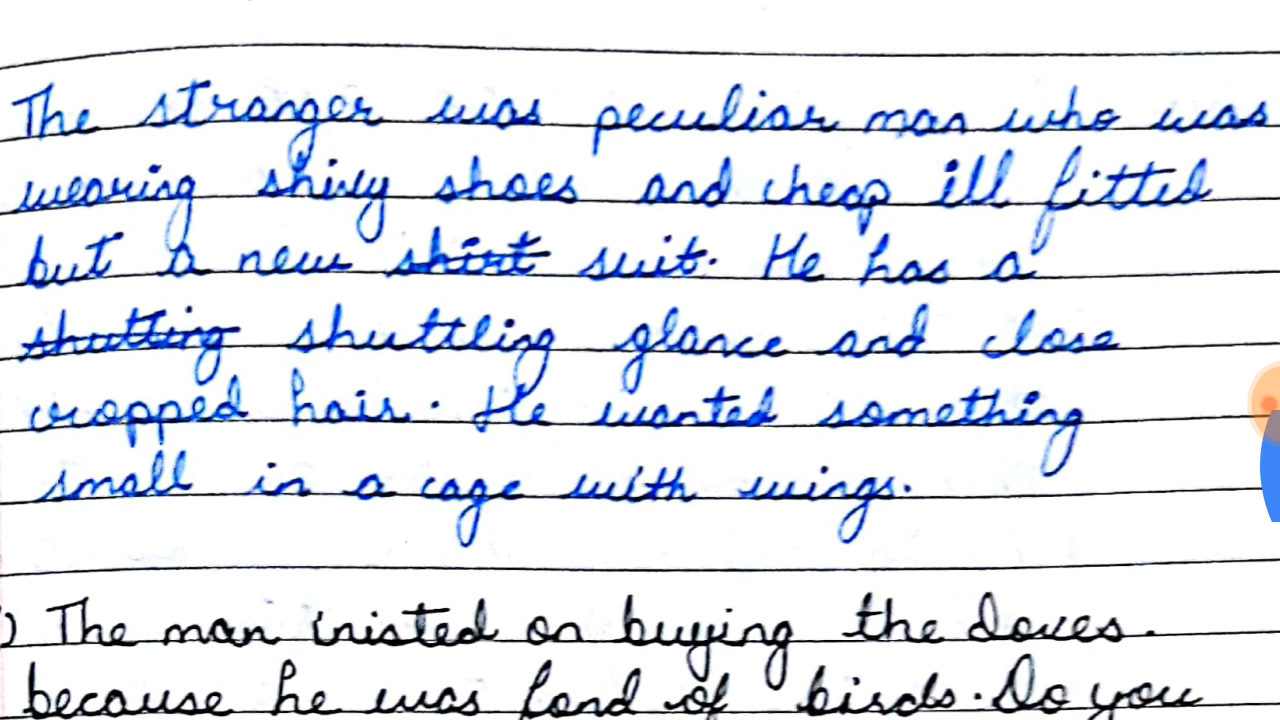 The stranger was peculiar man who was
wearing shiny shoes and cheap ill fitted
but a new shirt suit. He has a
shutting shuttling glance and close
cropped hair. He wanted something
small in a cage with wings.
) The man inisted on buying the doves.
because he was fond of birds. Do you